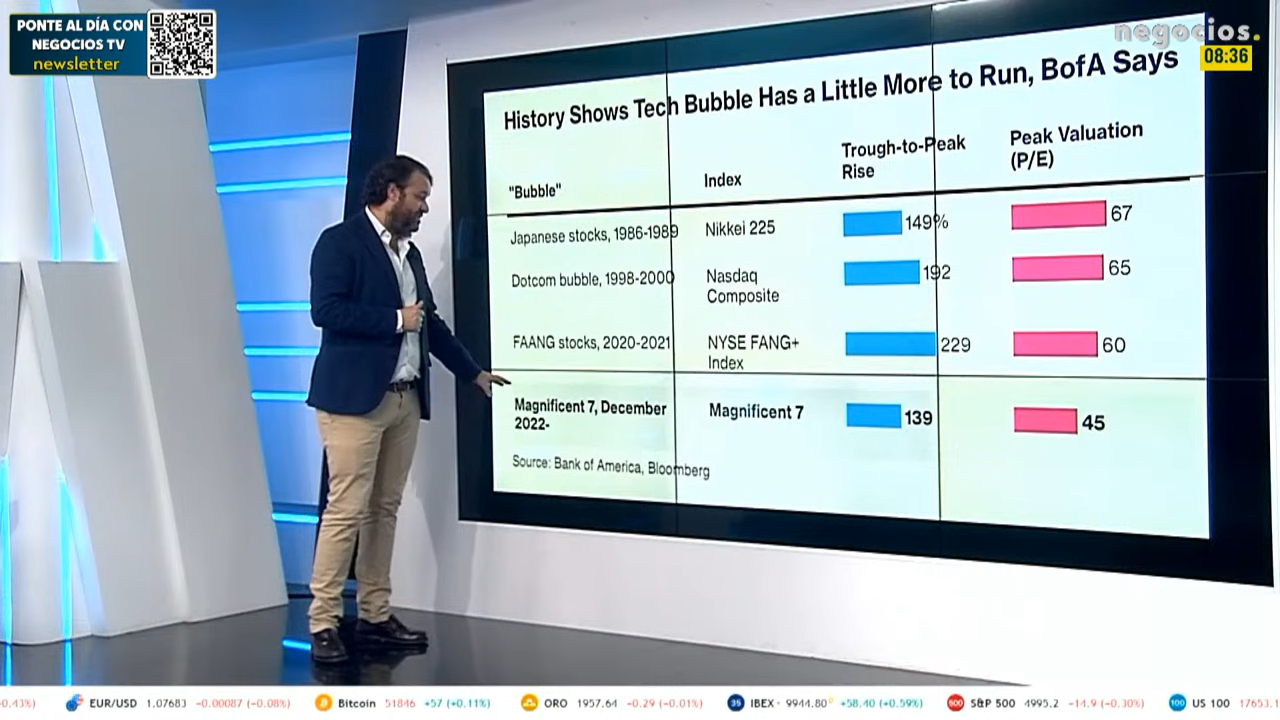 PONTE AL DÍA CON
NEGOCIOS TV
newsletter
negocios.
08:36
History Shows Tech Bubble Has a Little More to Run, BofA Says
"Bubble"
Index
Trough-to-Peak
Rise
Peak Valuation
(P/E)
Japanese stocks, 1986-1989
Nikkei 225
149%
67
Dotcom bubble, 1998-2000
Nasdaq
Composite
192
65
FAANG stocks, 2020-2021
NYSE FANG+
Index
229
60
Magnificent 7, December
2022-
Magnificent 7
139
45
Source: Bank of America, Bloomberg
-0.43%) EUR/USD 1.07683 -0.00087 (-0.08%) Bitcoin 51846 +57 (+0.11%) ORO 1957.64 -0.29 (-0.01%) 35 IBEX · 9944.80 +58.40 (+0.59%) 500 S&P 500 4995.2 -14.9 (-0.30%) 100 US 100 17653.1